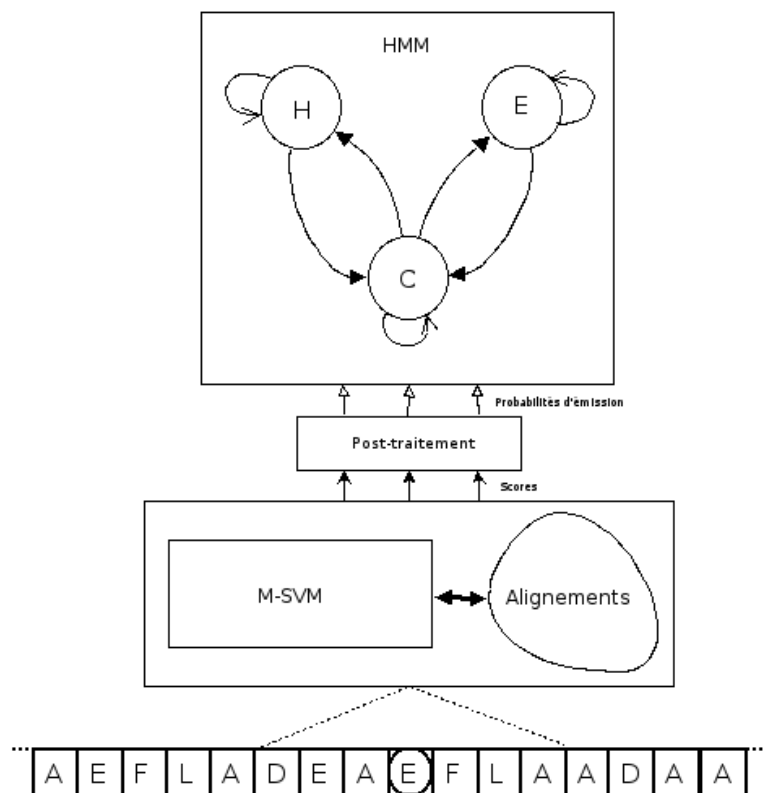 HMM
H
E
C
Probabilités d'émission
Post-traitement
Scores
M-SVM
Alignements
A E F L A D E A E F L A A D A A